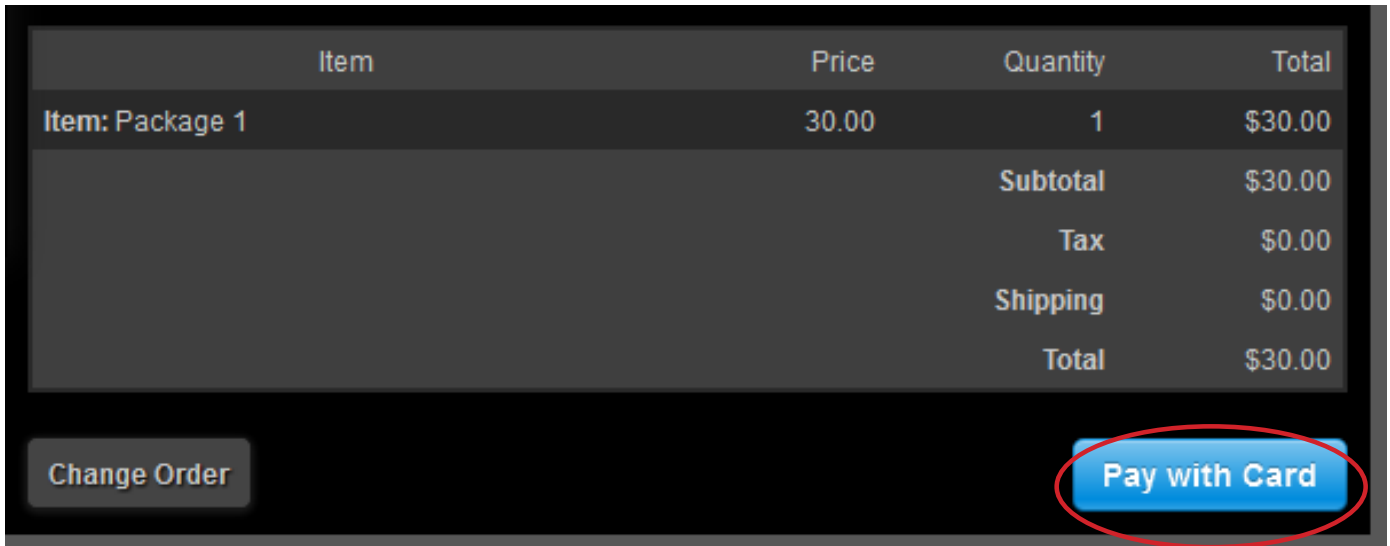 Item Price Quantity Total
Item: Package 1 30.00 1 $30.00
Subtotal $30.00
Tax $0.00
Shipping $0.00
Total $30.00
Change Order Pay with Card